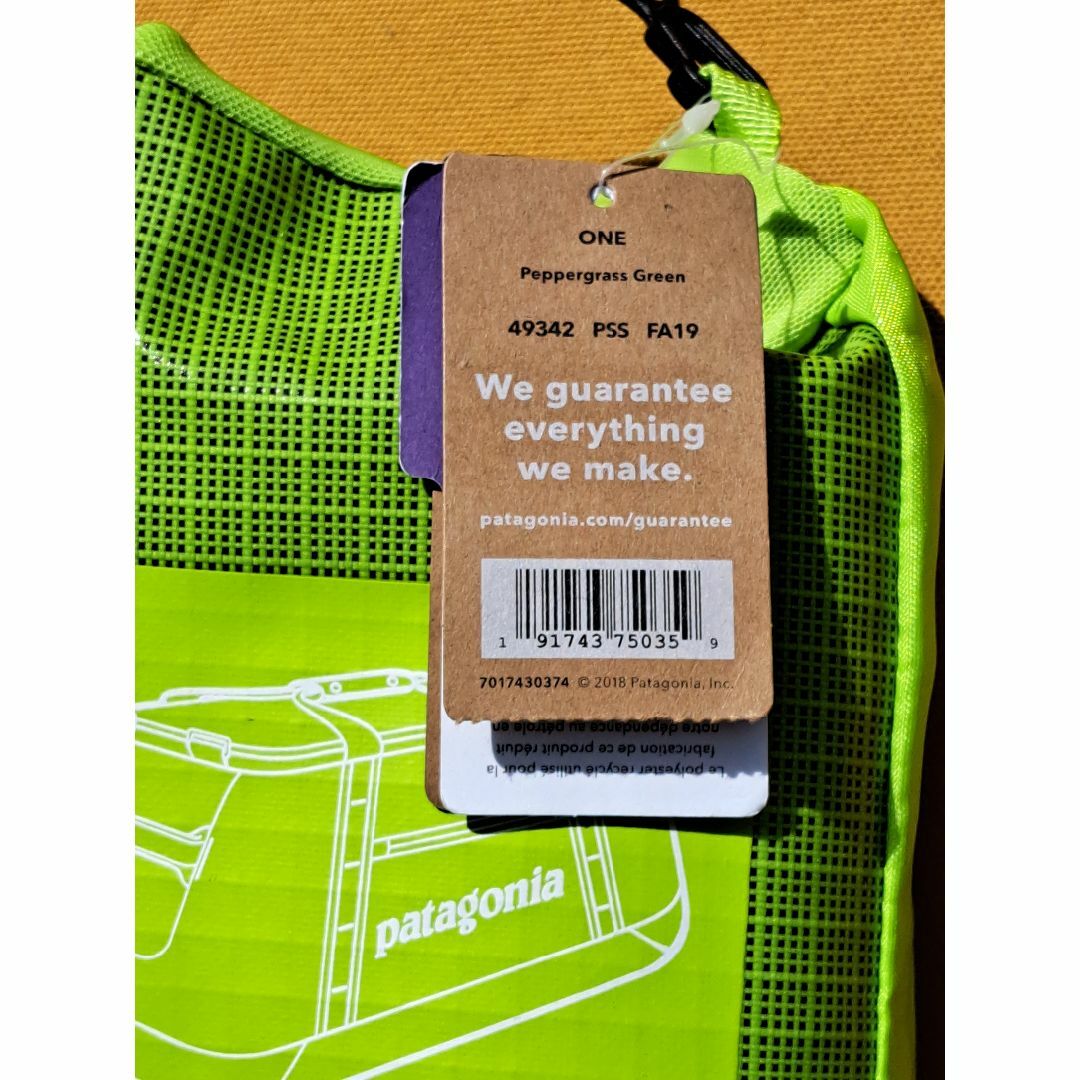 ONE
Peppergrass Green
49342 PSS FA19
We guarantee
everything
we make.
patagonia.com/guarantee
1 91743 75035 9
7017430374 © 2018 Patagonia, Inc.
Le polyester recyclé utilisé pour la
fabrication de ce produit réduit
notre dépendance au pétrole en
patagonia